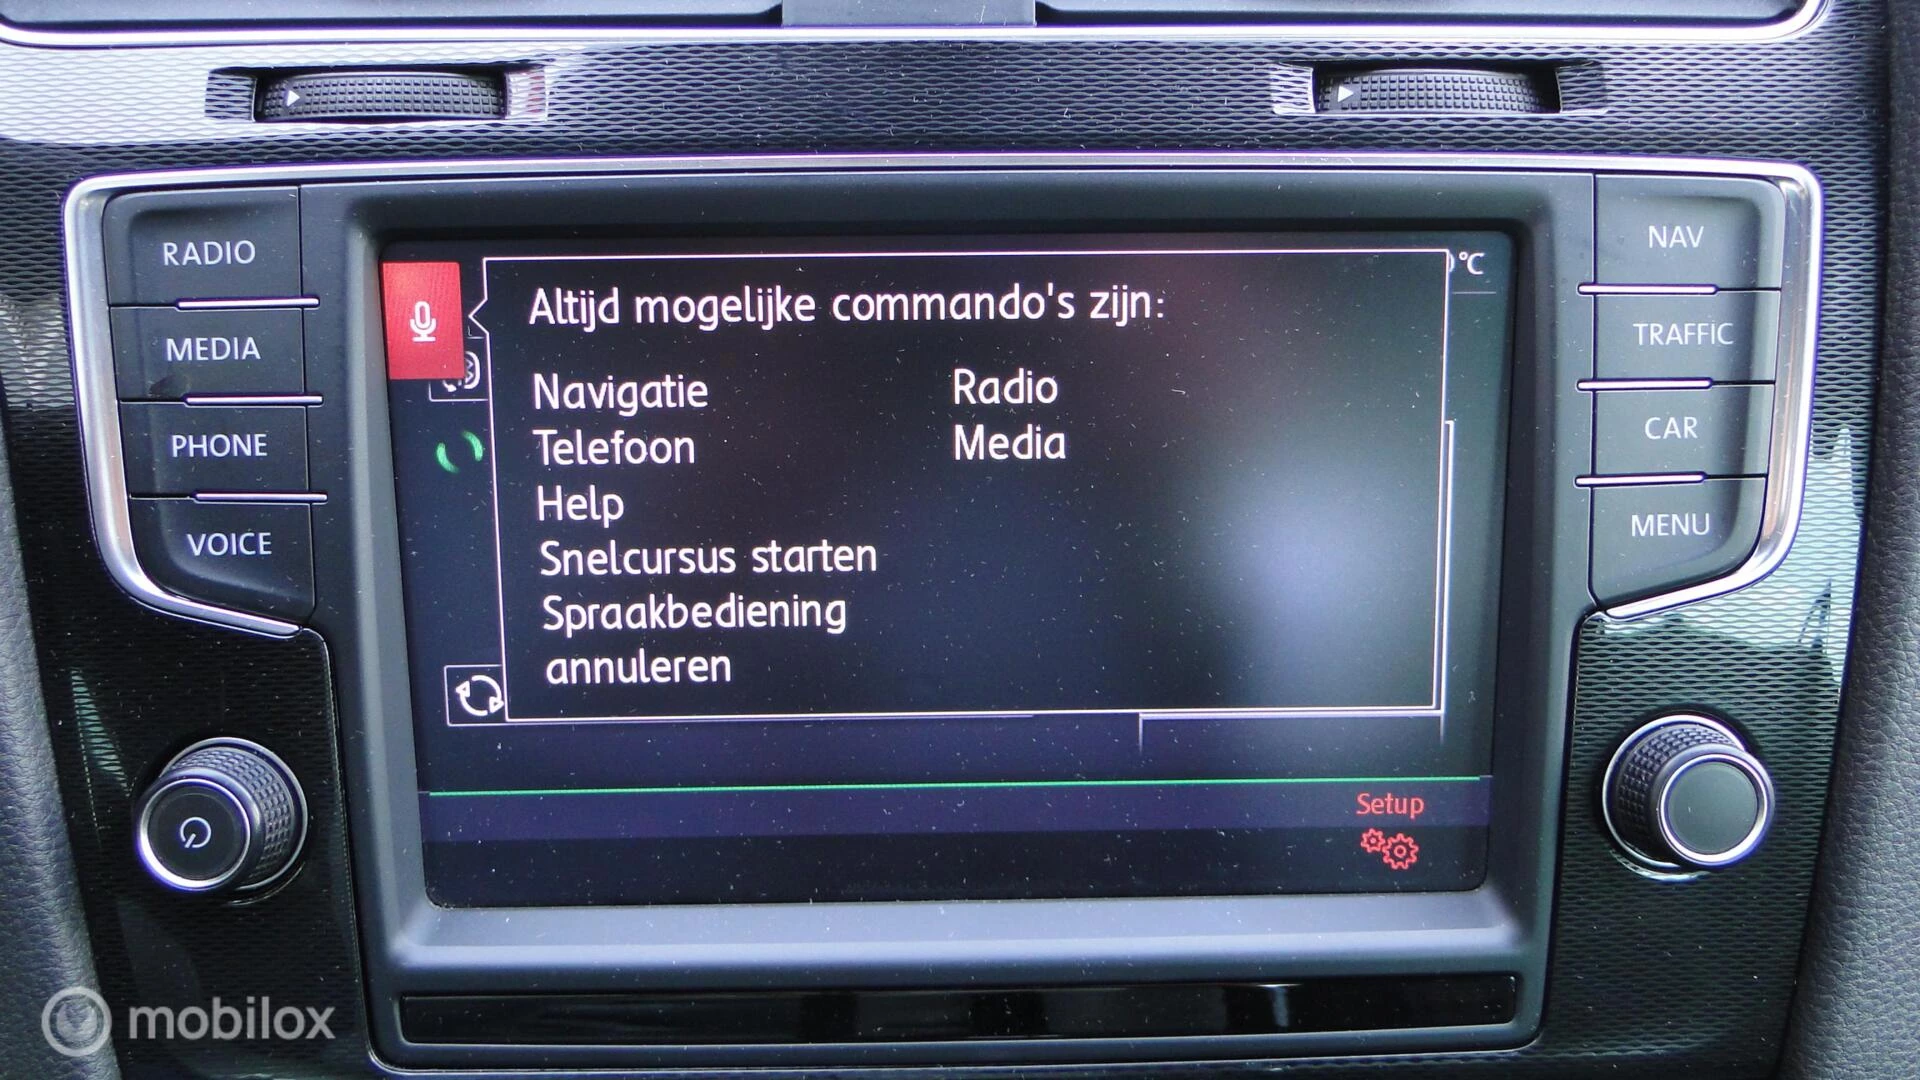 RADIO
MEDIA
PHONE
VOICE
°C
Altijd mogelijke commando's zijn:
Navigatie Radio
Telefoon Media
Help
Snelcursus starten
Spraakbediening
annuleren
Setup
NAV
TRAFFIC
CAR
MENU
mobilox